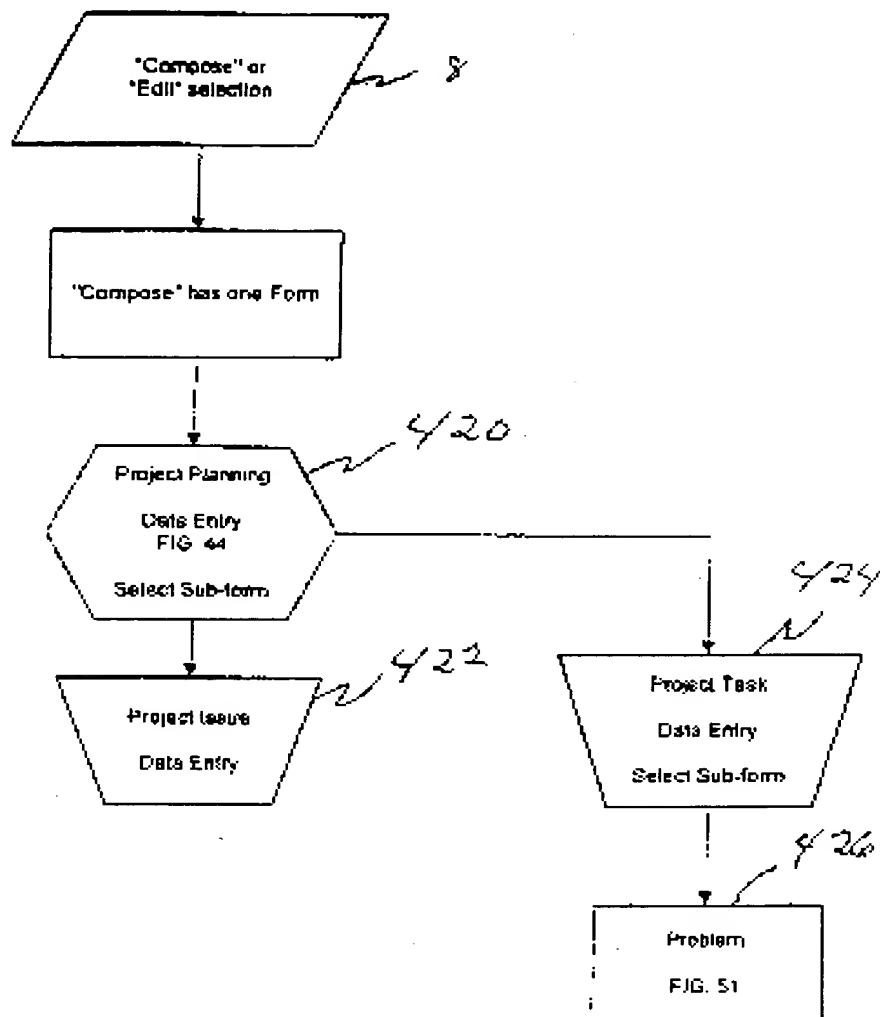 "Compose" or
"Edit" selection
8
"Compose" has one Form
420
Project Planning
Data Entry
FIG. 44
Select Sub-form
422
Project Issue
Data Entry
424
Project Task
Data Entry
Select Sub-form
426
Problem
FIG. 51